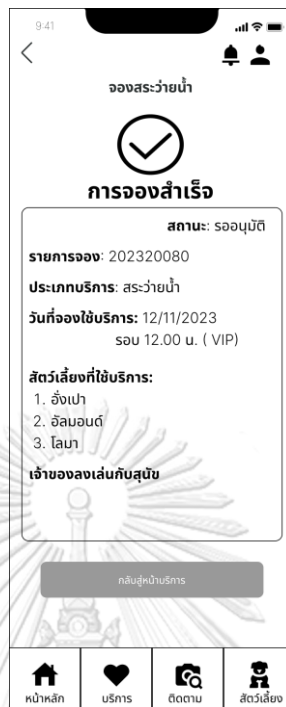 9:41
จองสระว่ายน้ำ
การจองสำเร็จ
สถานะ: รออนุมัติ
รายการจอง: 202320080
ประเภทบริการ: สระว่ายน้ำ
วันที่จองใช้บริการ: 12/11/2023
รอบ 12.00 น. ( VIP)
สัตว์เลี้ยงที่ใช้บริการ:
1. อั่งเปา
2. อัลมอนด์
3. โลมา
เจ้าของลงเล่นกับสุนัข
กลับสู่หน้าบริการ
หน้าหลัก บริการ ติดตาม สัตว์เลี้ยง